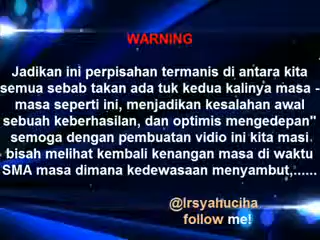 WARNING
Jadikan ini perpisahan termanis di antara kita
semua sebab takan ada tuk kedua kalinya masa -
masa seperti ini, menjadikan kesalahan awal
sebuah keberhasilan, dan optimis mengedepan"
semoga dengan pembuatan vidio ini kita masi
bisah melihat kembali kenangan masa di waktu
SMA masa dimana kedewasaan menyambut,......
@Irsyalluciha
follow me!